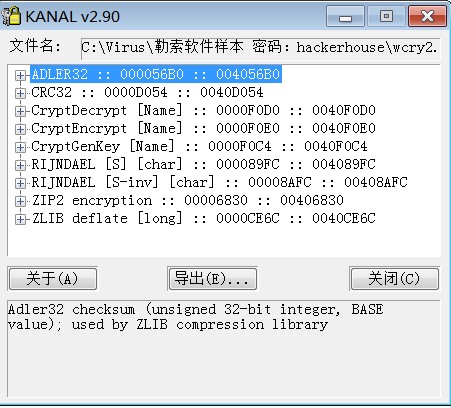 KANAL v2.90
文件名： C:\Virus\勒索软件样本 密码：hackerhouse\wcry2.
ADLER32 :: 000056B0 :: 004056B0
CRC32 :: 0000D054 :: 0040D054
CryptDecrypt [Name] :: 0000F0D0 :: 0040F0D0
CryptEncrypt [Name] :: 0000F0E0 :: 0040F0E0
CryptGenKey [Name] :: 0000F0C4 :: 0040F0C4
RIJNDAEL [S] [char] :: 000089FC :: 004089FC
RIJNDAEL [S-inv] [char] :: 00008AFC :: 00408AFC
ZIP2 encryption :: 00006830 :: 00406830
ZLIB deflate [long] :: 0000CE6C :: 0040CE6C
关于(A) 导出(E)... 关闭(C)
Adler32 checksum (unsigned 32-bit integer, BASE
value); used by ZLIB compression library